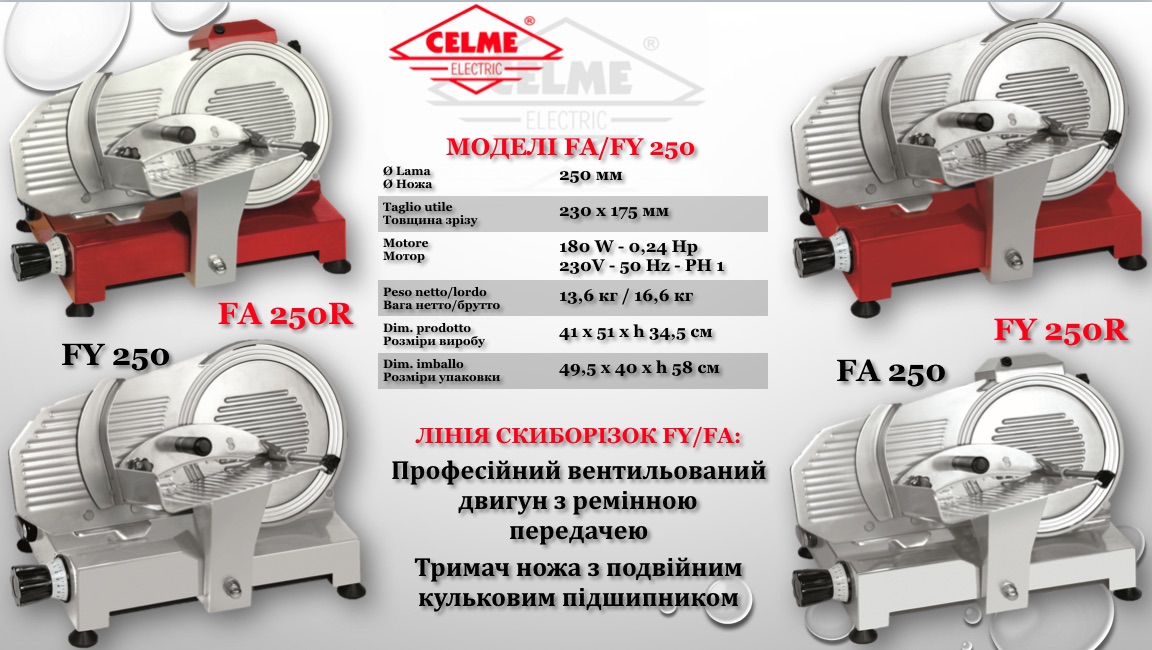 CELME
®
ELECTRIC
CELME
®
ELECTRIC
МОДЕЛІ FA/FY 250
Ø Lama
Ø Ножа
250 мм
Taglio utile
Товщина зрізу
230 x 175 мм
Motore
Мотор
180 W - 0,24 Hp
230V - 50 Hz - PH 1
Peso netto/lordo
Вага нетто/брутто
13,6 кг / 16,6 кг
Dim. prodotto
Розміри виробу
41 x 51 x h 34,5 см
Dim. imballo
Розміри упаковки
49,5 x 40 x h 58 см
FA 250R
FY 250R
FY 250
FA 250
ЛІНІЯ СКИБОРІЗОК FY/FA:
Професійний вентильований
двигун з ремінною
передачею
Тримач ножа з подвійним
кульковим підшипником